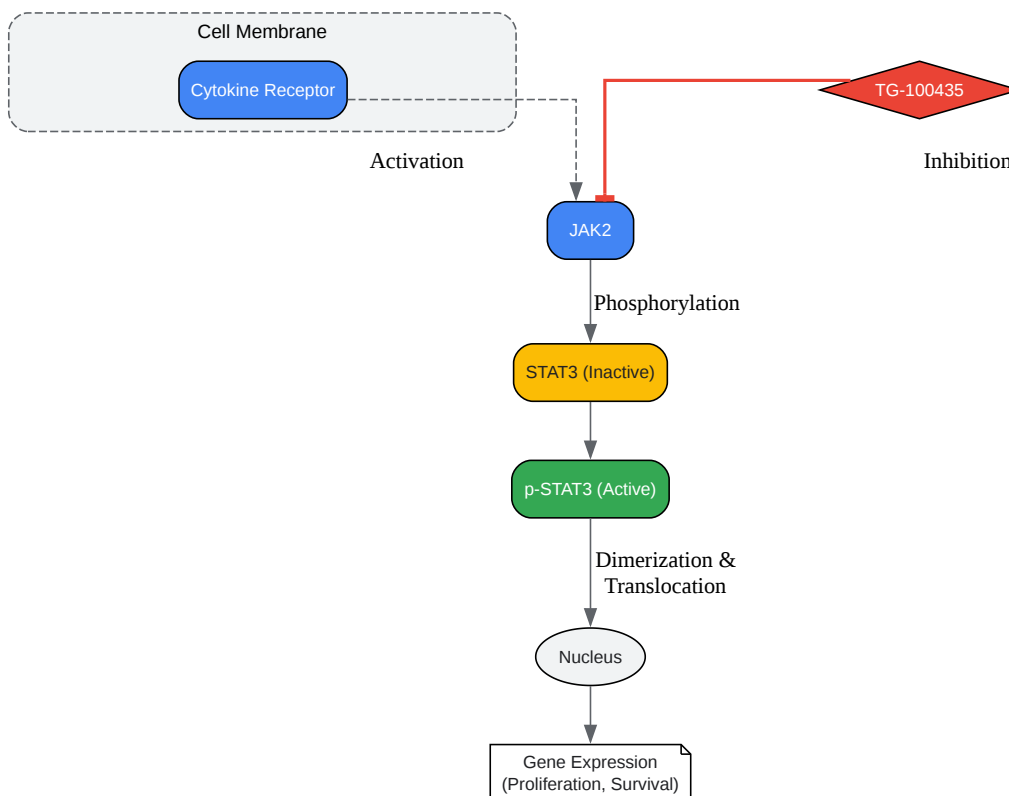 Cell Membrane
Cytokine Receptor
TG-100435
Activation
Inhibition
JAK2
Phosphorylation
STAT3 (Inactive)
p-STAT3 (Active)
Dimerization &
Translocation
Nucleus
Gene Expression
(Proliferation, Survival)